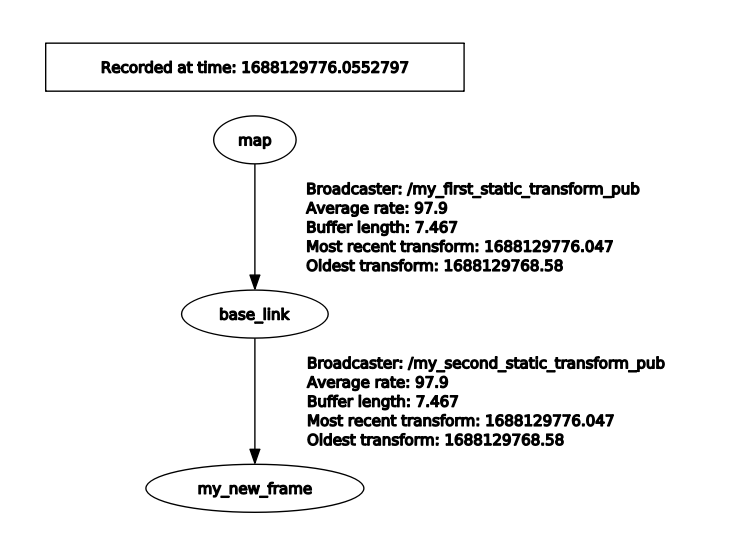 Recorded at time: 1688129776.0552797
map
Broadcaster: /my_first_static_transform_pub
Average rate: 97.9
Buffer length: 7.467
Most recent transform: 1688129776.047
Oldest transform: 1688129768.58
base_link
Broadcaster: /my_second_static_transform_pub
Average rate: 97.9
Buffer length: 7.467
Most recent transform: 1688129776.047
Oldest transform: 1688129768.58
my_new_frame